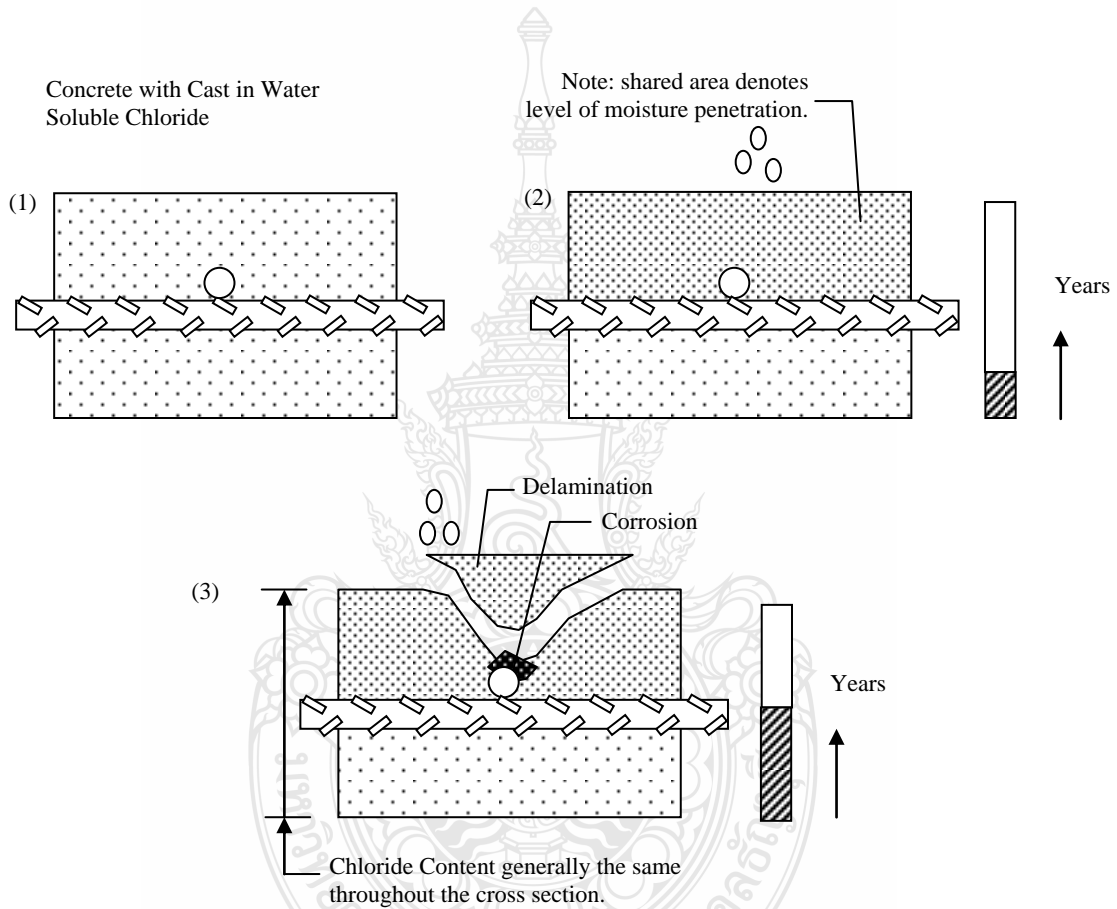 Concrete with Cast in Water
Soluble Chloride
Note: shared area denotes
level of moisture penetration.
(1)
(2)
Years
Delamination
Corrosion
(3)
Years
Chloride Content generally the same
throughout the cross section.